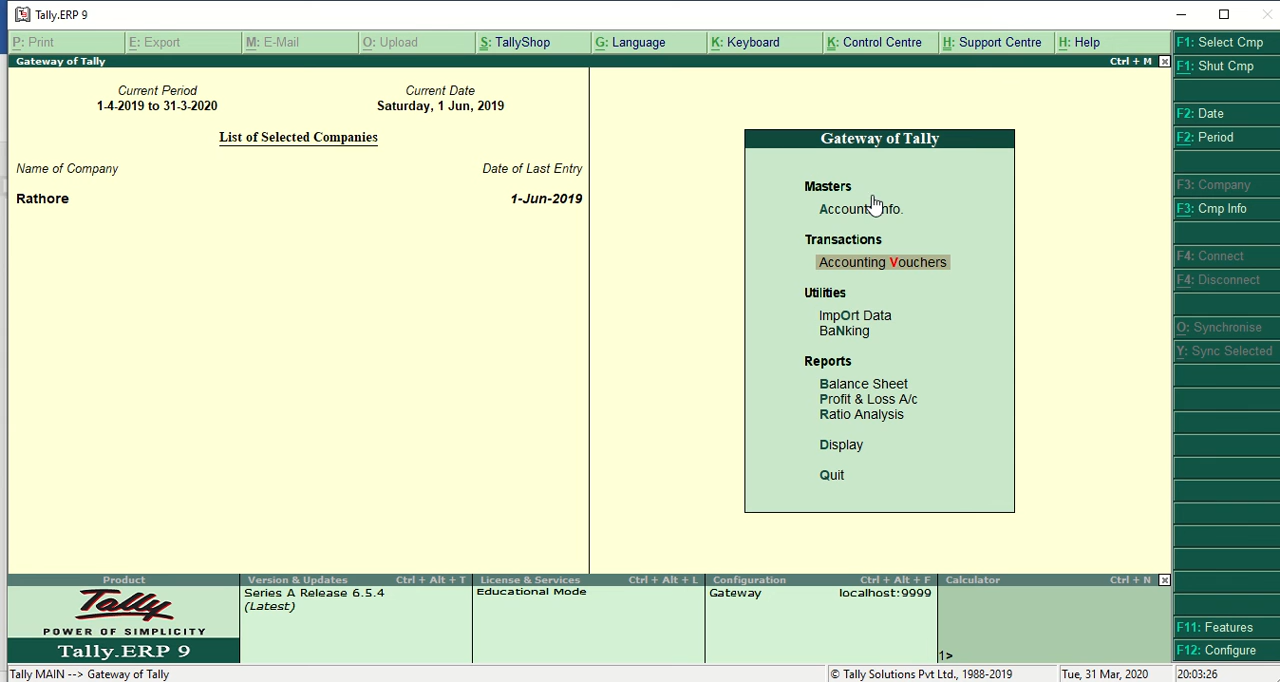 Tally.ERP 9
P: Print E: Export M: E-Mail O: Upload S: TallyShop G: Language K: Keyboard K: Control Centre H: Support Centre H: Help
Gateway of Tally Ctrl + M
Current Period Current Date
1-4-2019 to 31-3-2020 Saturday, 1 Jun, 2019
List of Selected Companies
Name of Company Date of Last Entry
Rathore 1-Jun-2019
Gateway of Tally
Masters
Accounts Info.
Transactions
Accounting Vouchers
Utilities
ImpOrt Data
BaNking
Reports
Balance Sheet
Profit & Loss A/c
Ratio Analysis
Display
Quit
F1: Select Cmp
F1: Shut Cmp
F2: Date
F2: Period
F3: Company
F3: Cmp Info
F4: Connect
F4: Disconnect
O: Synchronise
Y: Sync Selected
F11: Features
F12: Configure
Product
Tally
POWER OF SIMPLICITY
Tally.ERP 9
Version & Updates Ctrl + Alt + T
Series A Release 6.5.4
(Latest)
License & Services Ctrl + Alt + L
Educational Mode
Configuration Ctrl + Alt + F
Gateway localhost:9999
Calculator Ctrl + N
1>
Tally MAIN --> Gateway of Tally © Tally Solutions Pvt Ltd., 1988-2019 Tue, 31 Mar, 2020 20:03:26